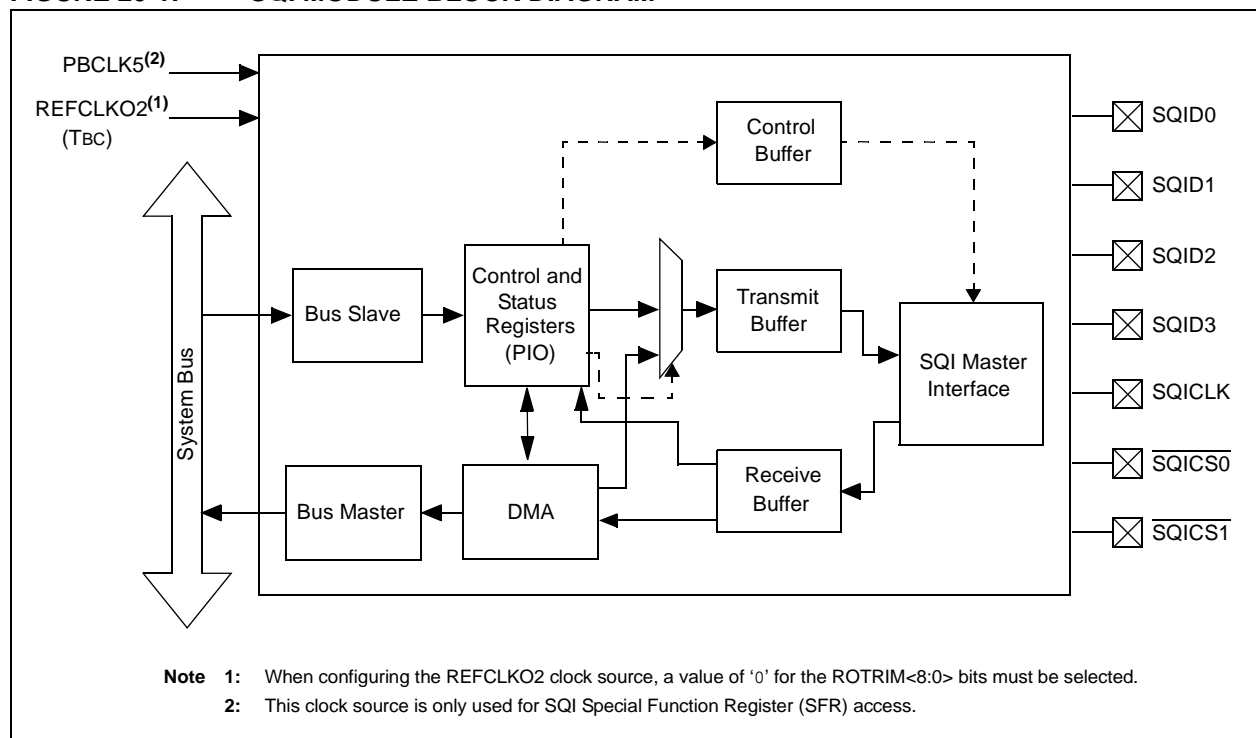 PBCLK5(2)
REFCLKO2(1)
(TBC)
System Bus
Bus Slave
Control and
Status
Registers
(PIO)
Control
Buffer
Transmit
Buffer
SQI Master
Interface
Bus Master
DMA
Receive
Buffer
SQID0
SQID1
SQID2
SQID3
SQICLK
SQICS0
SQICS1
Note 1: When configuring the REFCLKO2 clock source, a value of ‘0’ for the ROTRIM<8:0> bits must be selected.
2: This clock source is only used for SQI Special Function Register (SFR) access.